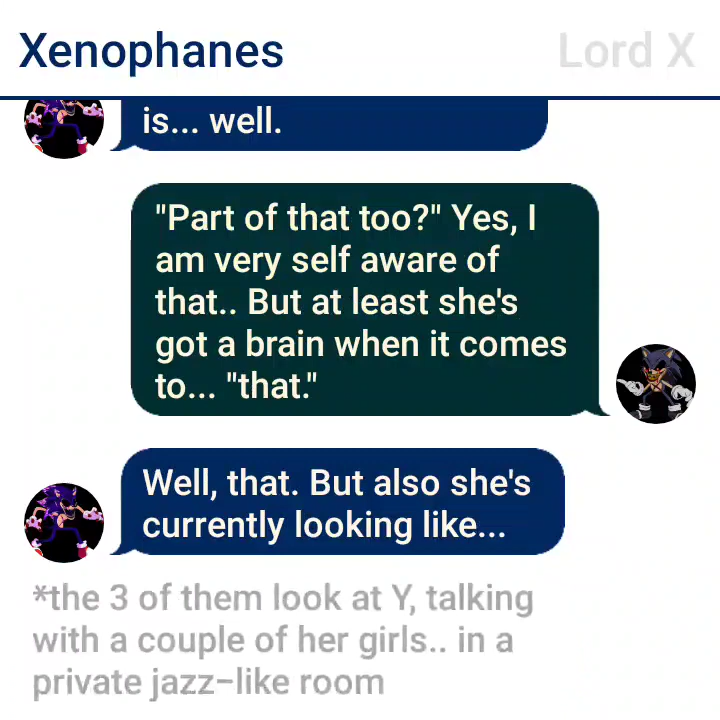 Xenophanes
Lord X
is... well.
"Part of that too?" Yes, I
am very self aware of
that.. But at least she's
got a brain when it comes
to... "that."
Well, that. But also she's
currently looking like...
*the 3 of them look at Y, talking
with a couple of her girls.. in a
private jazz-like room